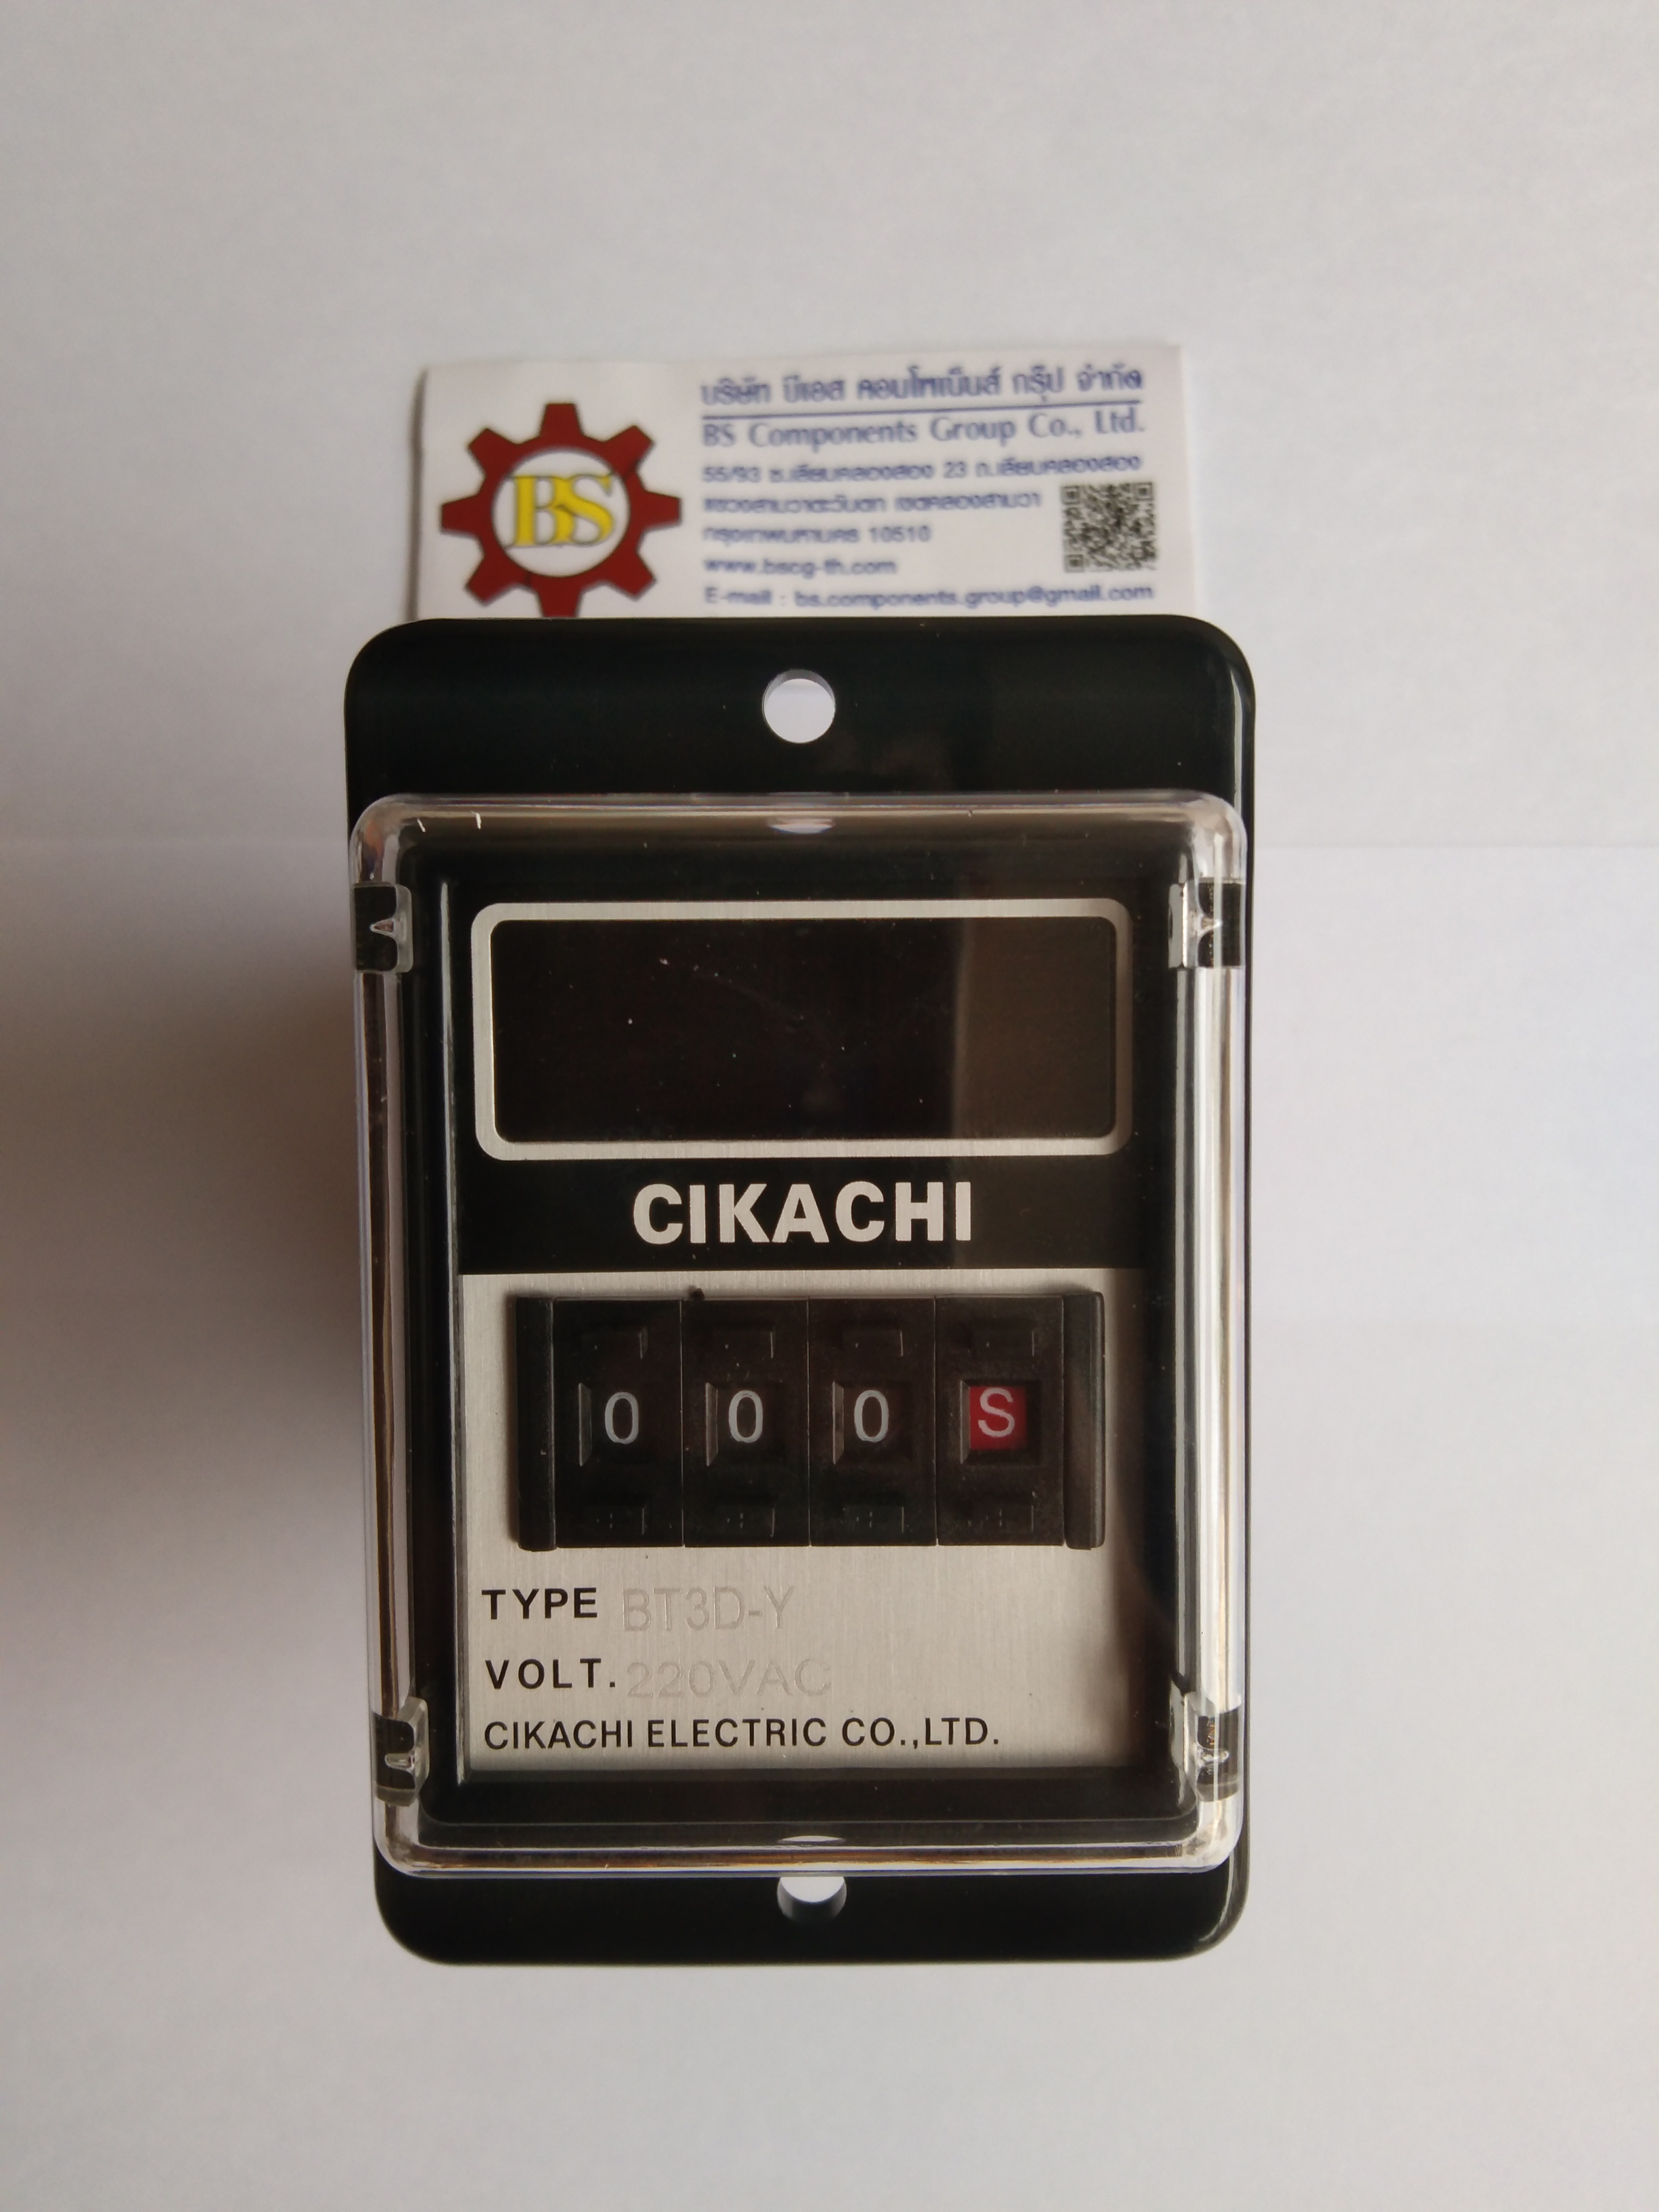 BS
บริษัท บีเอส คอมโพเน็นส์ กรุ๊ป จำกัด
BS Components Group Co., Ltd.
55/93 ซ.เลียบคลองสอง 23 ถ.เลียบคลองสอง
แขวงสามวาตะวันตก เขตคลองสามวา
กรุงเทพมหานคร 10510
www.bscg-th.com
E-mail : bs.components.group@gmail.com
CIKACHI
0 0 0 S
TYPE BT3D-Y
VOLT. 220VAC
CIKACHI ELECTRIC CO.,LTD.